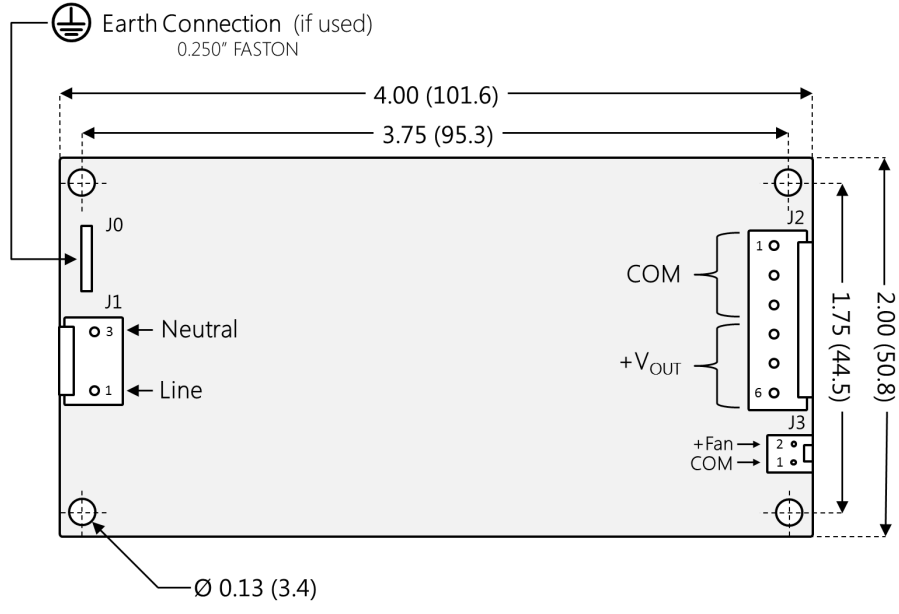 Earth Connection (if used)
0.250" FASTON
4.00 (101.6)
3.75 (95.3)
J0
J2
1
COM
J1
3
Neutral
+VOUT
1
Line
6
1.75 (44.5)
2.00 (50.8)
J3
+Fan
2
COM
1
Ø 0.13 (3.4)